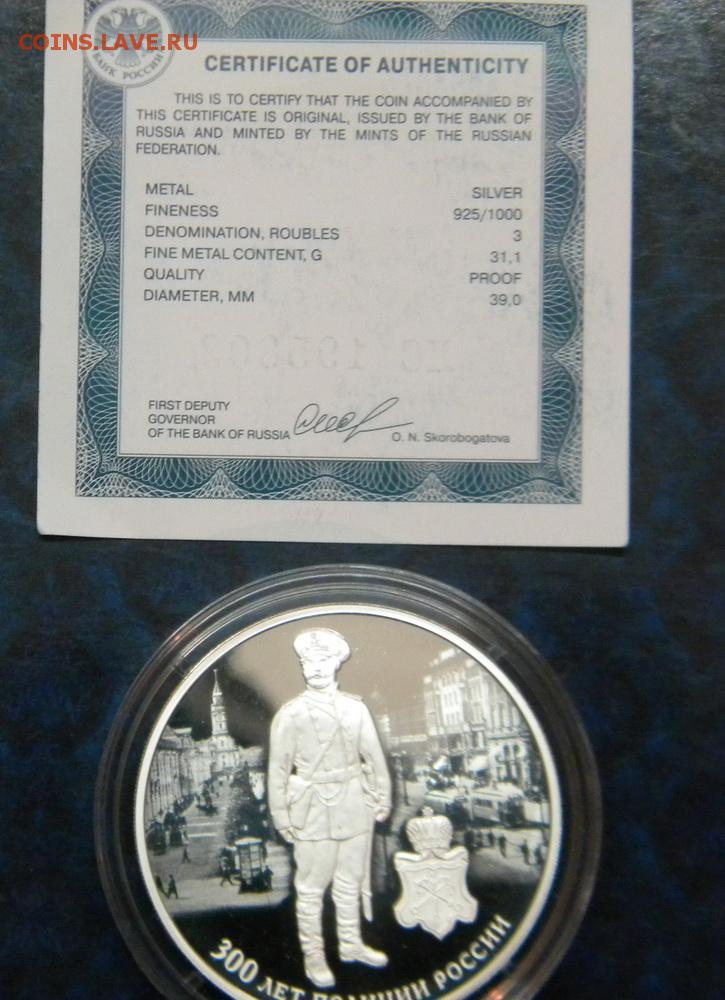 COINS.LAVE.RU
БАНК РОССИИ
CERTIFICATE OF AUTHENTICITY
THIS IS TO CERTIFY THAT THE COIN ACCOMPANIED BY
THIS CERTIFICATE IS ORIGINAL, ISSUED BY THE BANK OF
RUSSIA AND MINTED BY THE MINTS OF THE RUSSIAN
FEDERATION.
METAL SILVER
FINENESS 925/1000
DENOMINATION, ROUBLES 3
FINE METAL CONTENT, G 31,1
QUALITY PROOF
DIAMETER, MM 39,0
FIRST DEPUTY
GOVERNOR
OF THE BANK OF RUSSIA
O. N. Skorobogatova
300 ЛЕТ ПОЛИЦИИ РОССИИ